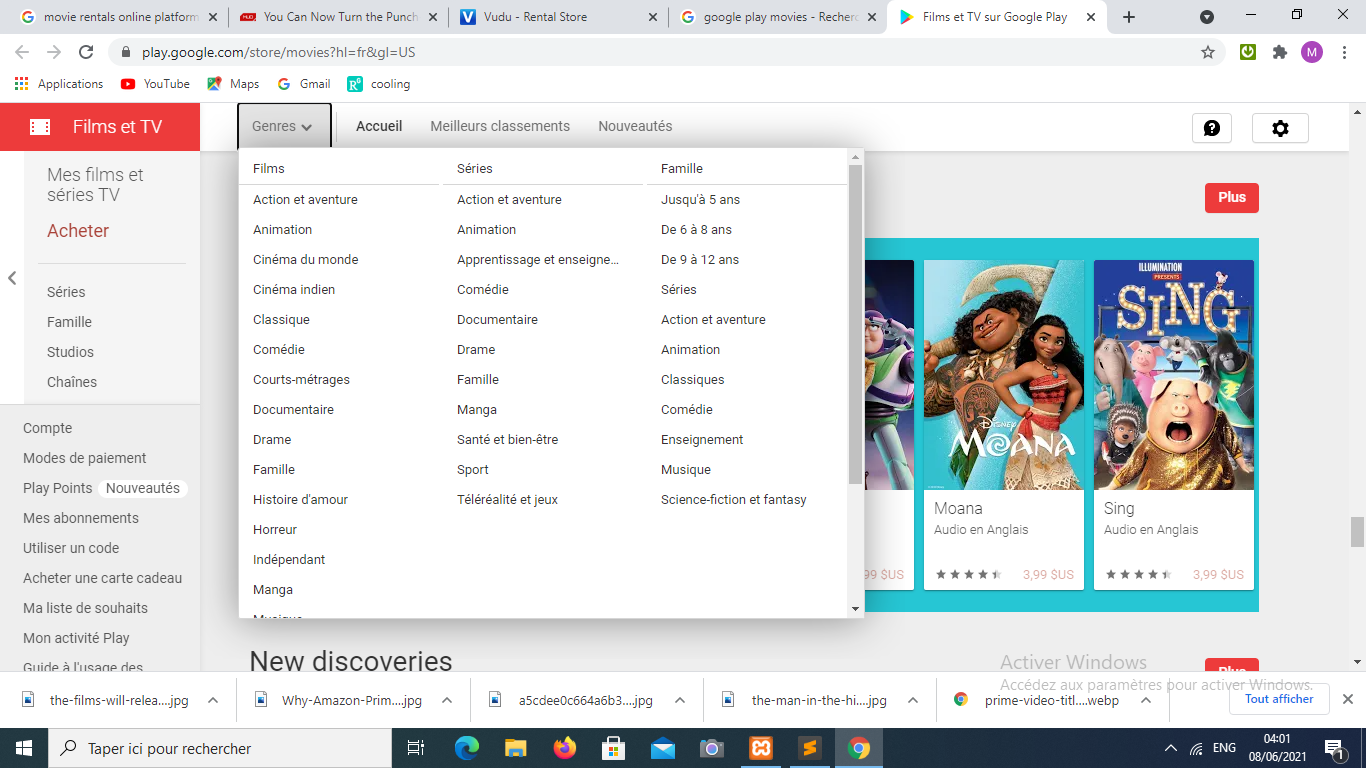 movie rentals online platform
You Can Now Turn the Punch
Vudu - Rental Store
google play movies - Recherc
Films et TV sur Google Play
play.google.com/store/movies?hl=fr&gl=US
M
Applications
YouTube
Maps
Gmail
cooling
Films et TV
Genres
Accueil
Meilleurs classements
Nouveautés
Mes films et
séries TV
Acheter
Séries
Famille
Studios
Chaînes
Compte
Modes de paiement
Play Points Nouveautés
Mes abonnements
Utiliser un code
Acheter une carte cadeau
Ma liste de souhaits
Mon activité Play
Guide à l'usage des
Films
Action et aventure
Animation
Cinéma du monde
Cinéma indien
Classique
Comédie
Courts-métrages
Documentaire
Drame
Famille
Histoire d'amour
Horreur
Indépendant
Manga
Musique
Séries
Action et aventure
Animation
Apprentissage et enseigne...
Comédie
Documentaire
Drame
Famille
Manga
Santé et bien-être
Sport
Téléréalité et jeux
Famille
Jusqu'à 5 ans
De 6 à 8 ans
De 9 à 12 ans
Séries
Action et aventure
Animation
Classiques
Comédie
Enseignement
Musique
Science-fiction et fantasy
Plus
DISNEY
MOANA
ILLUMINATION
PRESENTS
SING
99 $US
Moana
Audio en Anglais
3,99 $US
Sing
Audio en Anglais
3,99 $US
New discoveries
Plus
Activer Windows
Accédez aux paramètres pour activer Windows.
the-films-will-relea....jpg
Why-Amazon-Prim....jpg
a5cdee0c664a6b3....jpg
the-man-in-the-hi....jpg
prime-video-titl....webp
Tout afficher
Taper ici pour rechercher
ENG
04:01
08/06/2021
1